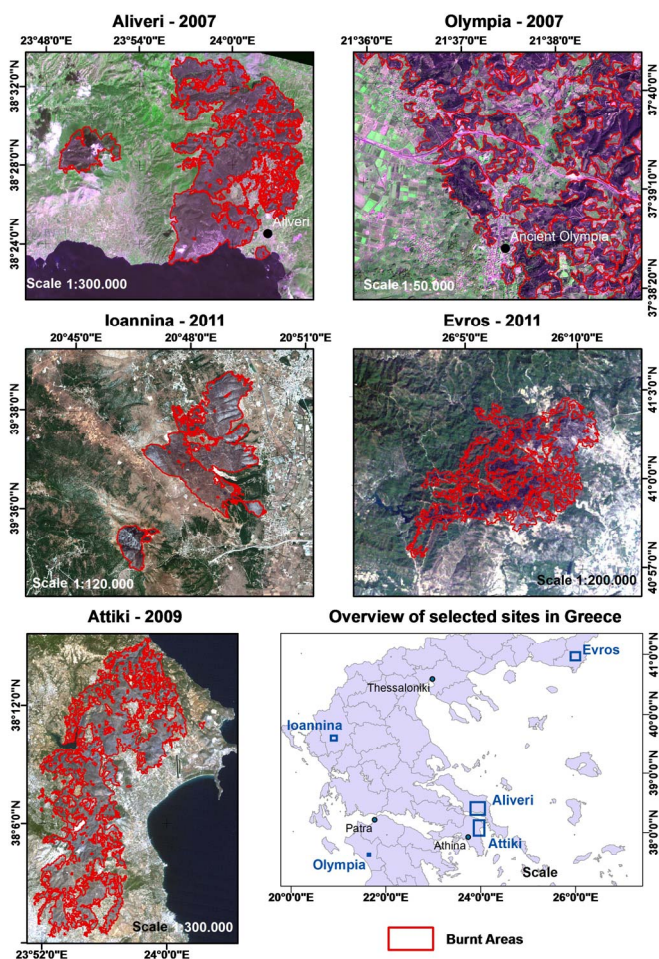 Aliveri - 2007
23°48'0"E 23°54'0"E 24°0'0"E
38°32'0"N
38°28'0"N
38°24'0"N
Aliveri
Scale 1:300.000
Olympia - 2007
21°36'0"E 21°37'0"E 21°38'0"E
37°40'0"N
37°39'10"N
37°38'20"N
Ancient Olympia
Scale 1:50.000
Ioannina - 2011
20°45'0"E 20°48'0"E 20°51'0"E
39°38'0"N
39°36'0"N
Scale 1:120.000
Evros - 2011
26°5'0"E 26°10'0"E
41°3'0"N
41°0'0"N
40°57'0"N
Scale 1:200.000
Attiki - 2009
38°12'0"N
38°6'0"N
Scale 1:300.000
23°52'0"E 24°0'0"E
Overview of selected sites in Greece
Evros
Thessaloniki
Ioannina
Aliveri
Patra
Athina
Attiki
Olympia
Scale
41°0'0"N
40°0'0"N
39°0'0"N
38°0'0"N
20°0'0"E 22°0'0"E 24°0'0"E 26°0'0"E
Burnt Areas